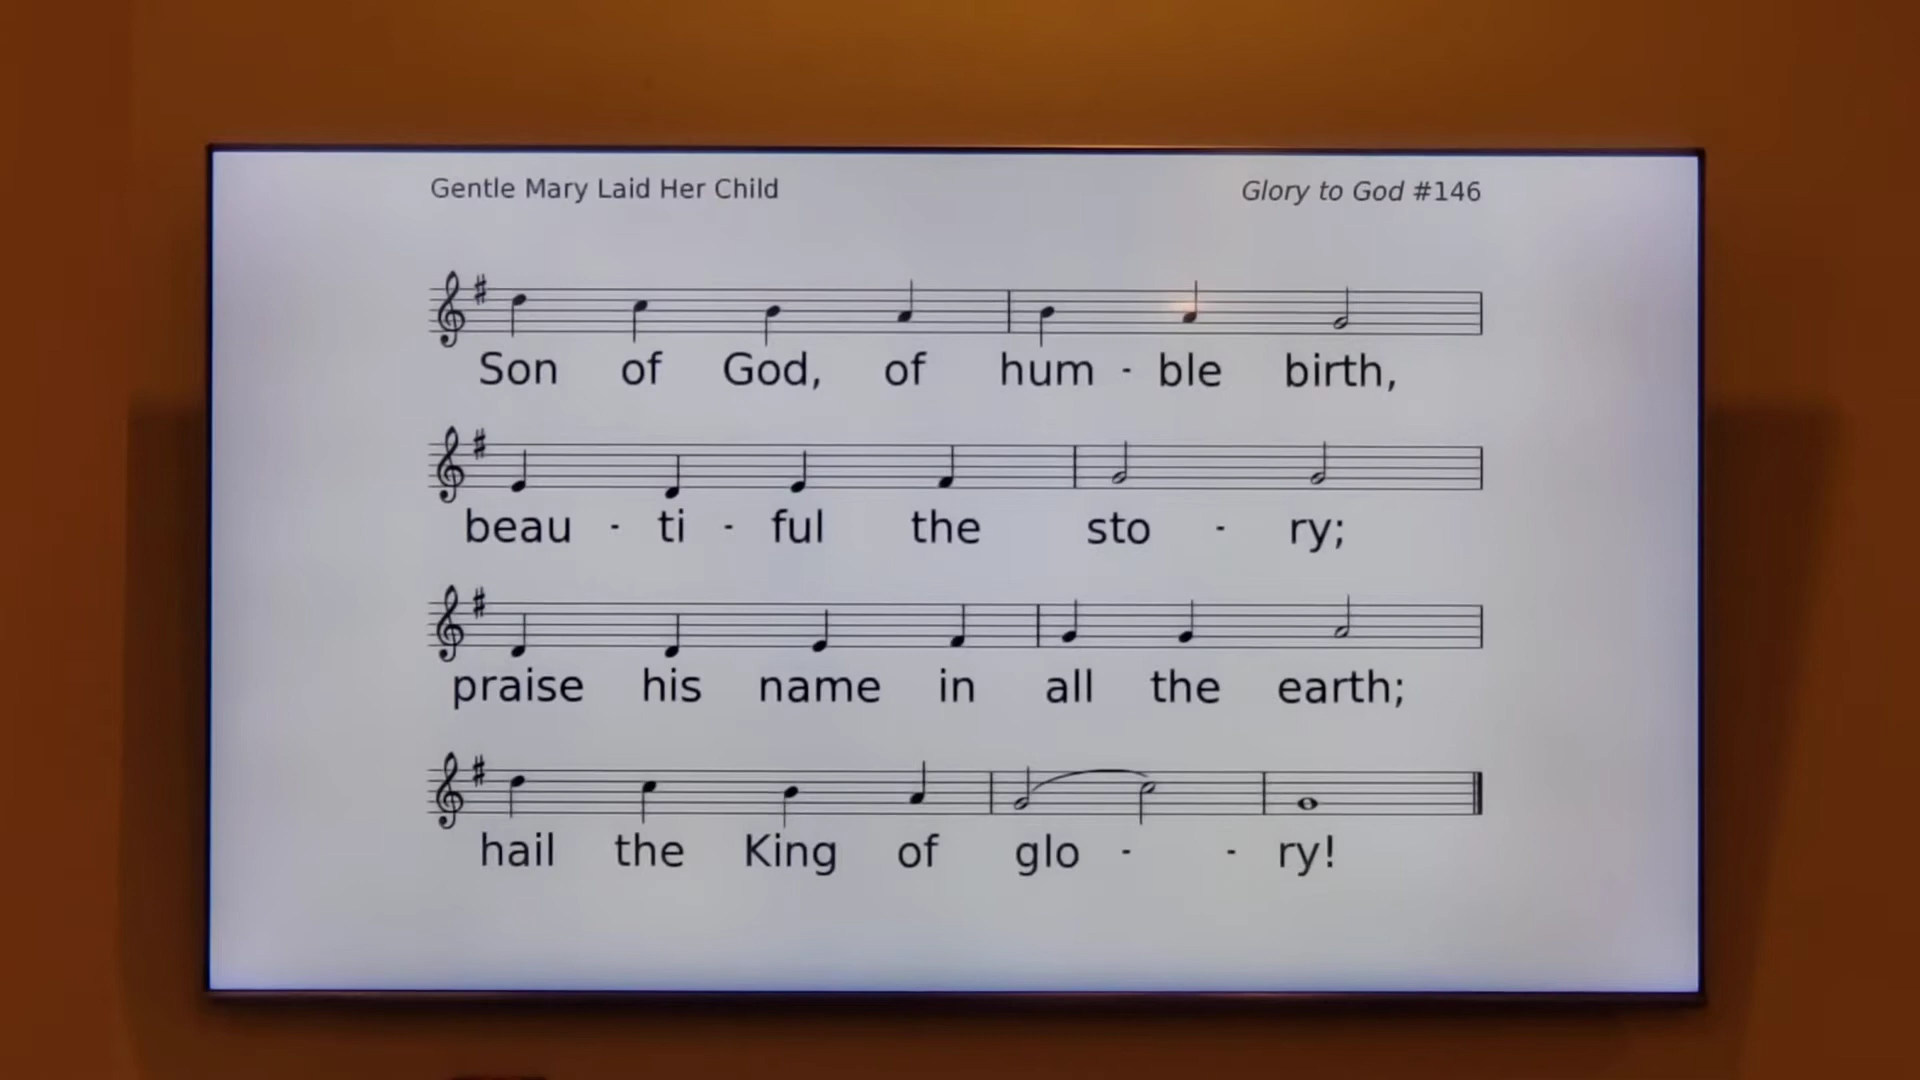 Gentle Mary Laid Her Child
Glory to God #146
Son of God, of hum - ble birth,
beau - ti - ful the sto - ry;
praise his name in all the earth;
hail the King of glo - - ry!